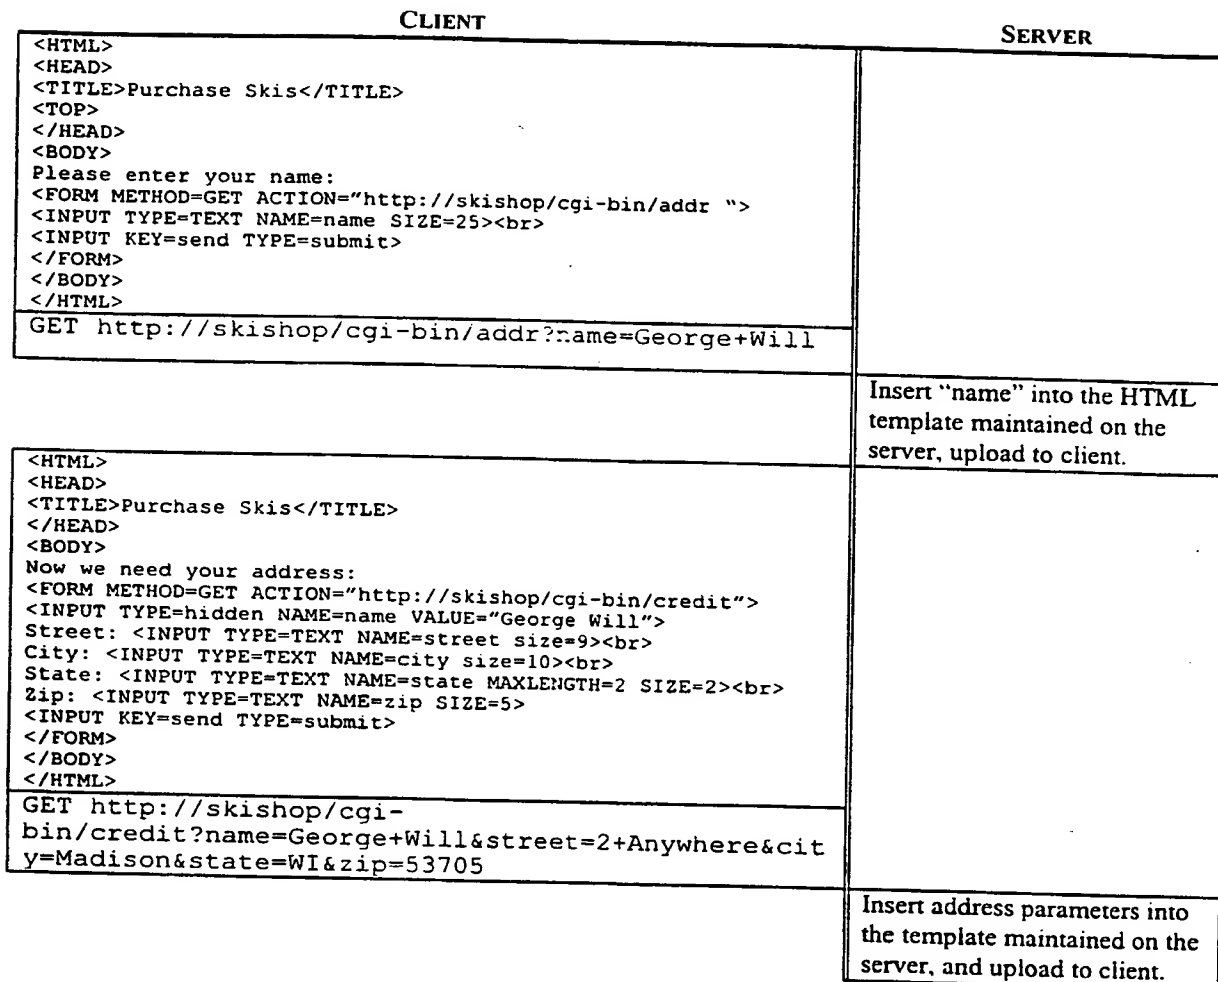 CLIENT
SERVER
<HTML>
<HEAD>
<TITLE>Purchase Skis</TITLE>
<TOP>
</HEAD>
<BODY>
Please enter your name:
<FORM METHOD=GET ACTION="http://skishop/cgi-bin/addr “>
<INPUT TYPE=TEXT NAME=name SIZE=25><br>
<INPUT KEY=send TYPE=submit>
</FORM>
</BODY>
</HTML>
GET http://skishop/cgi-bin/addr?name=George+Will
Insert “name” into the HTML
template maintained on the
server, upload to client.
<HTML>
<HEAD>
<TITLE>Purchase Skis</TITLE>
</HEAD>
<BODY>
Now we need your address:
<FORM METHOD=GET ACTION="http://skishop/cgi-bin/credit">
<INPUT TYPE=hidden NAME=name VALUE="George Will">
Street: <INPUT TYPE=TEXT NAME=street size=9><br>
City: <INPUT TYPE=TEXT NAME=city size=10><br>
State: <INPUT TYPE=TEXT NAME=state MAXLENGTH=2 SIZE=2><br>
Zip: <INPUT TYPE=TEXT NAME=zip SIZE=5>
<INPUT KEY=send TYPE=submit>
</FORM>
</BODY>
</HTML>
GET http://skishop/cgi-
bin/credit?name=George+Will&street=2+Anywhere&cit
y=Madison&state=WI&zip=53705
Insert address parameters into
the template maintained on the
server, and upload to client.